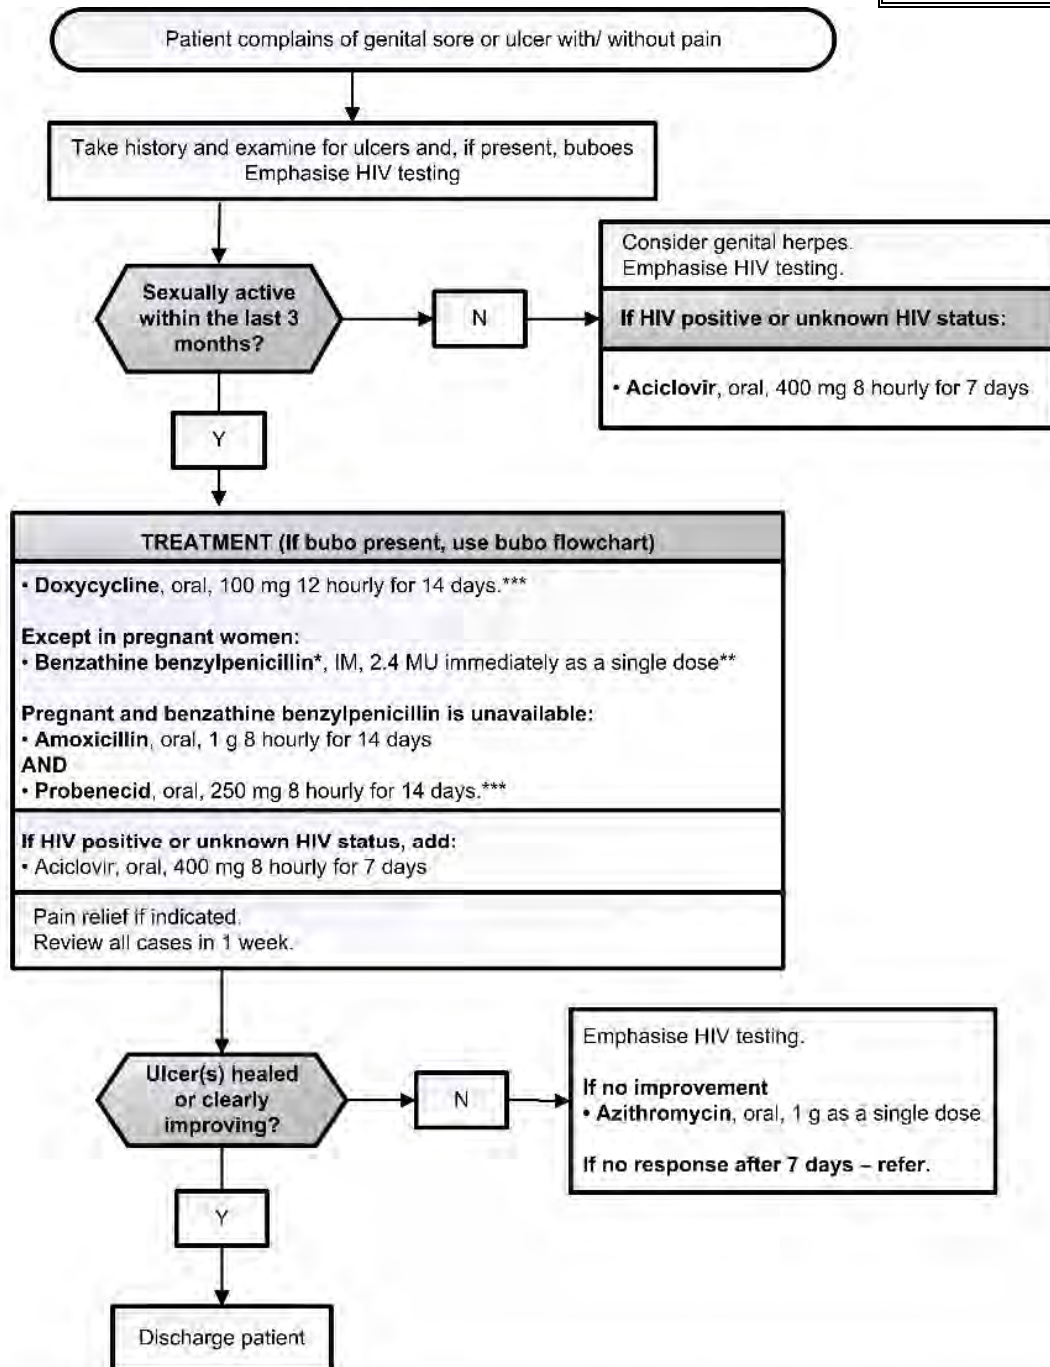 Patient complains of genital sore or ulcer with/ without pain
Take history and examine for ulcers and, if present, buboes
Emphasise HIV testing
Sexually active
within the last 3
months?
N
Consider genital herpes.
Emphasise HIV testing.
If HIV positive or unknown HIV status:
• Aciclovir, oral, 400 mg 8 hourly for 7 days
Y
TREATMENT (If bubo present, use bubo flowchart)
• Doxycycline, oral, 100 mg 12 hourly for 14 days.***
Except in pregnant women:
• Benzathine benzylpenicillin*, IM, 2.4 MU immediately as a single dose**
Pregnant and benzathine benzylpenicillin is unavailable:
• Amoxicillin, oral, 1 g 8 hourly for 14 days
AND
• Probenecid, oral, 250 mg 8 hourly for 14 days.***
If HIV positive or unknown HIV status, add:
• Aciclovir, oral, 400 mg 8 hourly for 7 days
Pain relief if indicated.
Review all cases in 1 week.
Ulcer(s) healed
or clearly
improving?
N
Emphasise HIV testing.
If no improvement
• Azithromycin, oral, 1 g as a single dose
If no response after 7 days – refer.
Y
Discharge patient